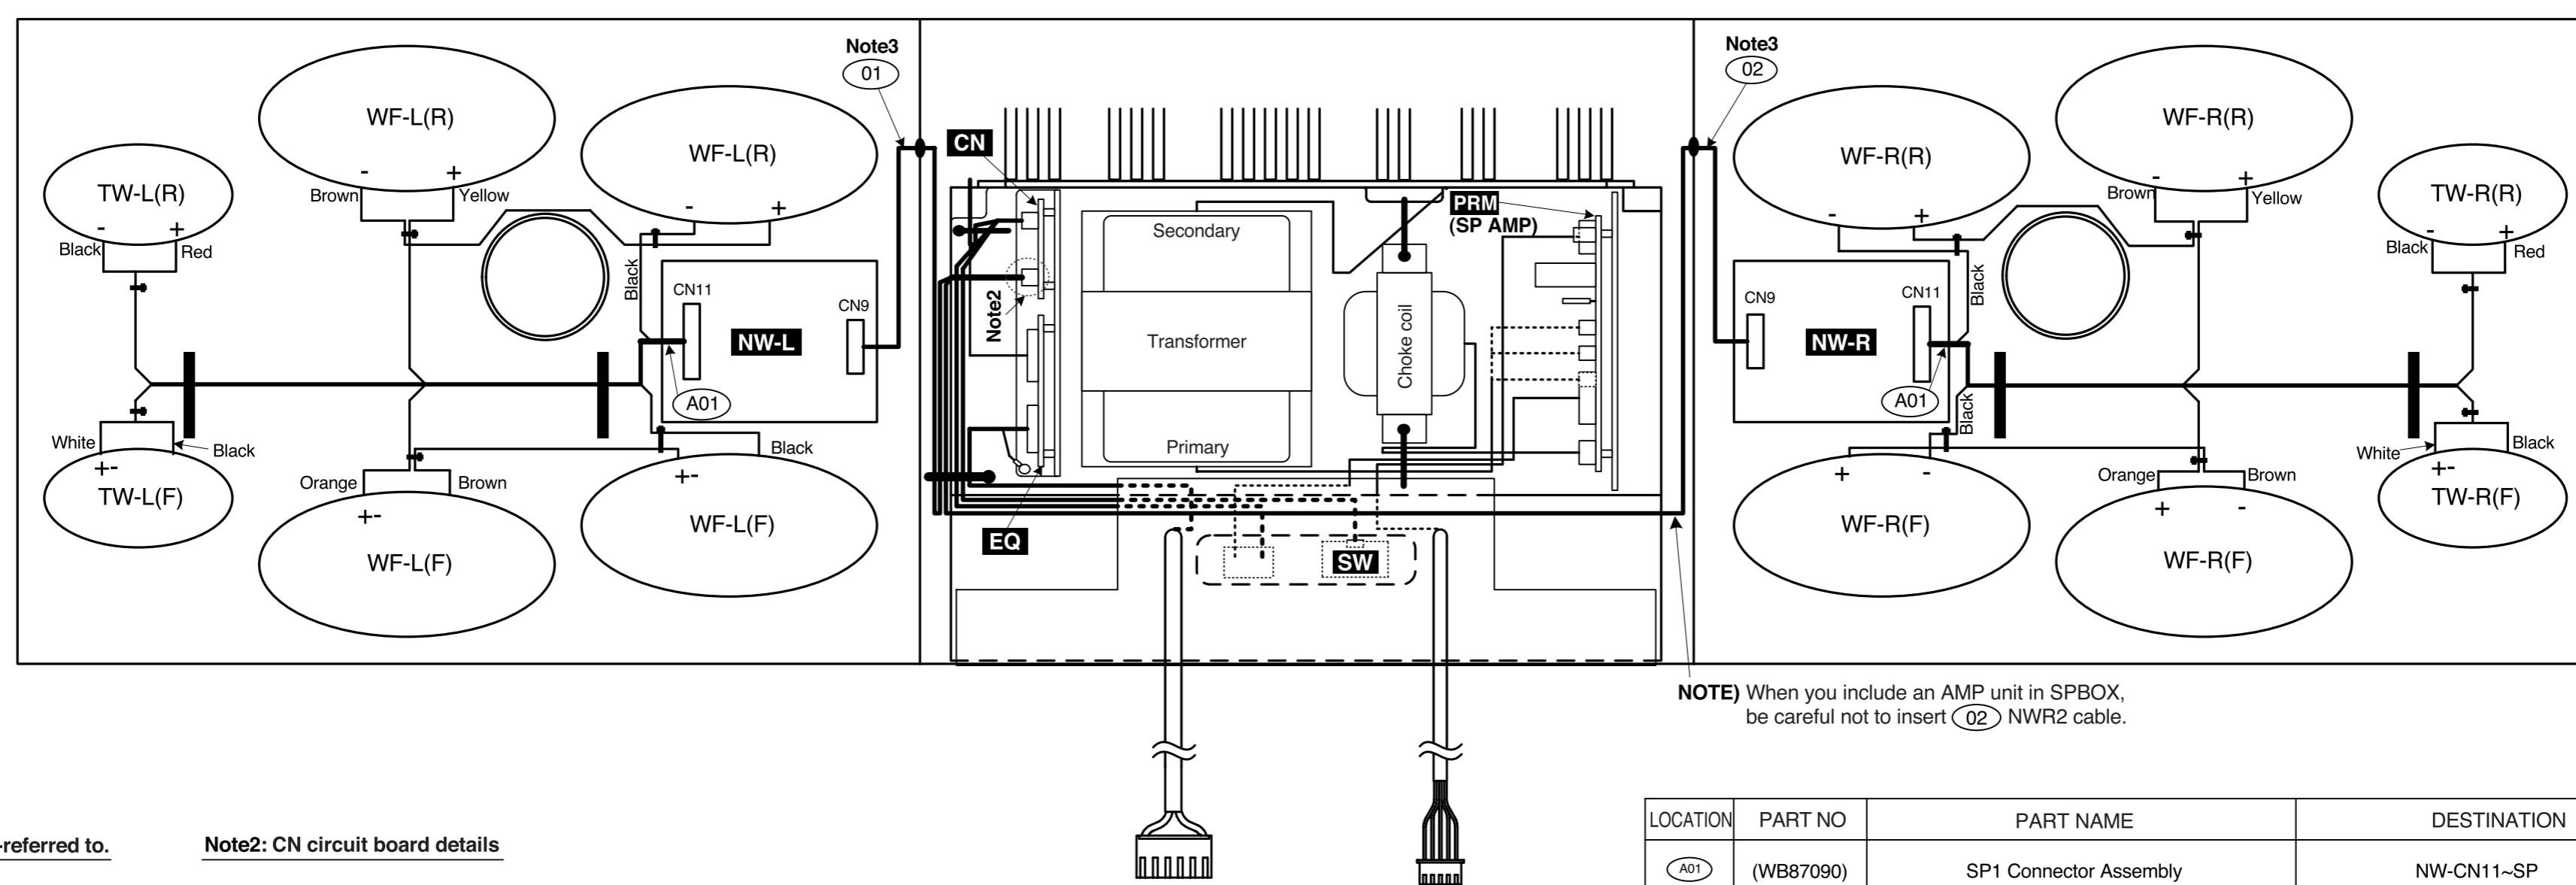 Note3
01
WF-L(R)
- +
Brown
Yellow
WF-L(R)
- +
TW-L(R)
- +
Black
Red
Black
CN11
NW-L
CN9
A01
White
Black
+-
TW-L(F)
Orange
Brown
+-
WF-L(F)
Black
+-
WF-L(F)
CN
Note2
EQ
Secondary
Transformer
Primary
Choke coil
PRM
(SP AMP)
SW
Note3
02
WF-R(R)
- +
WF-R(R)
- +
Brown
Yellow
TW-R(R)
- +
Black
Red
Black
CN9
NW-R
CN11
A01
Black
+ -
WF-R(F)
Orange
Brown
+ -
WF-R(F)
White
Black
+-
TW-R(F)
NOTE) When you include an AMP unit in SPBOX,
be careful not to insert 02 NWR2 cable.
-referred to.
Note2: CN circuit board details
LOCATION PART NO PART NAME DESTINATION
A01 (WB87090) SP1 Connector Assembly NW-CN11~SP